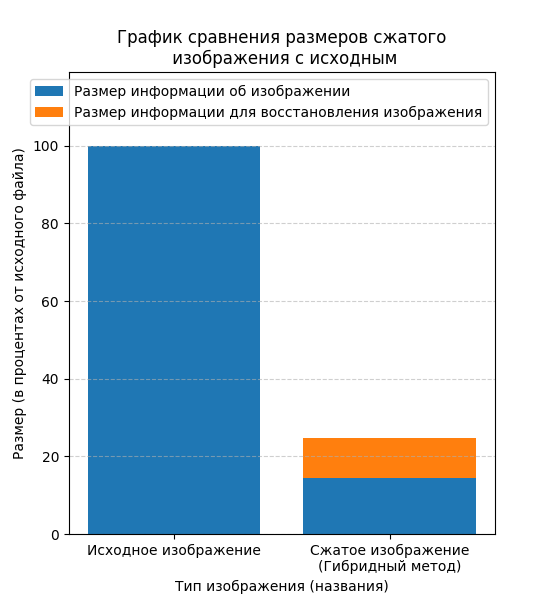 График сравнения размеров сжатого
изображения с исходным
Размер информации об изображении
Размер информации для восстановления изображения
Размер (в процентах от исходного файла)
100
80
60
40
20
0
Исходное изображение
Сжатое изображение
(Гибридный метод)
Тип изображения (названия)